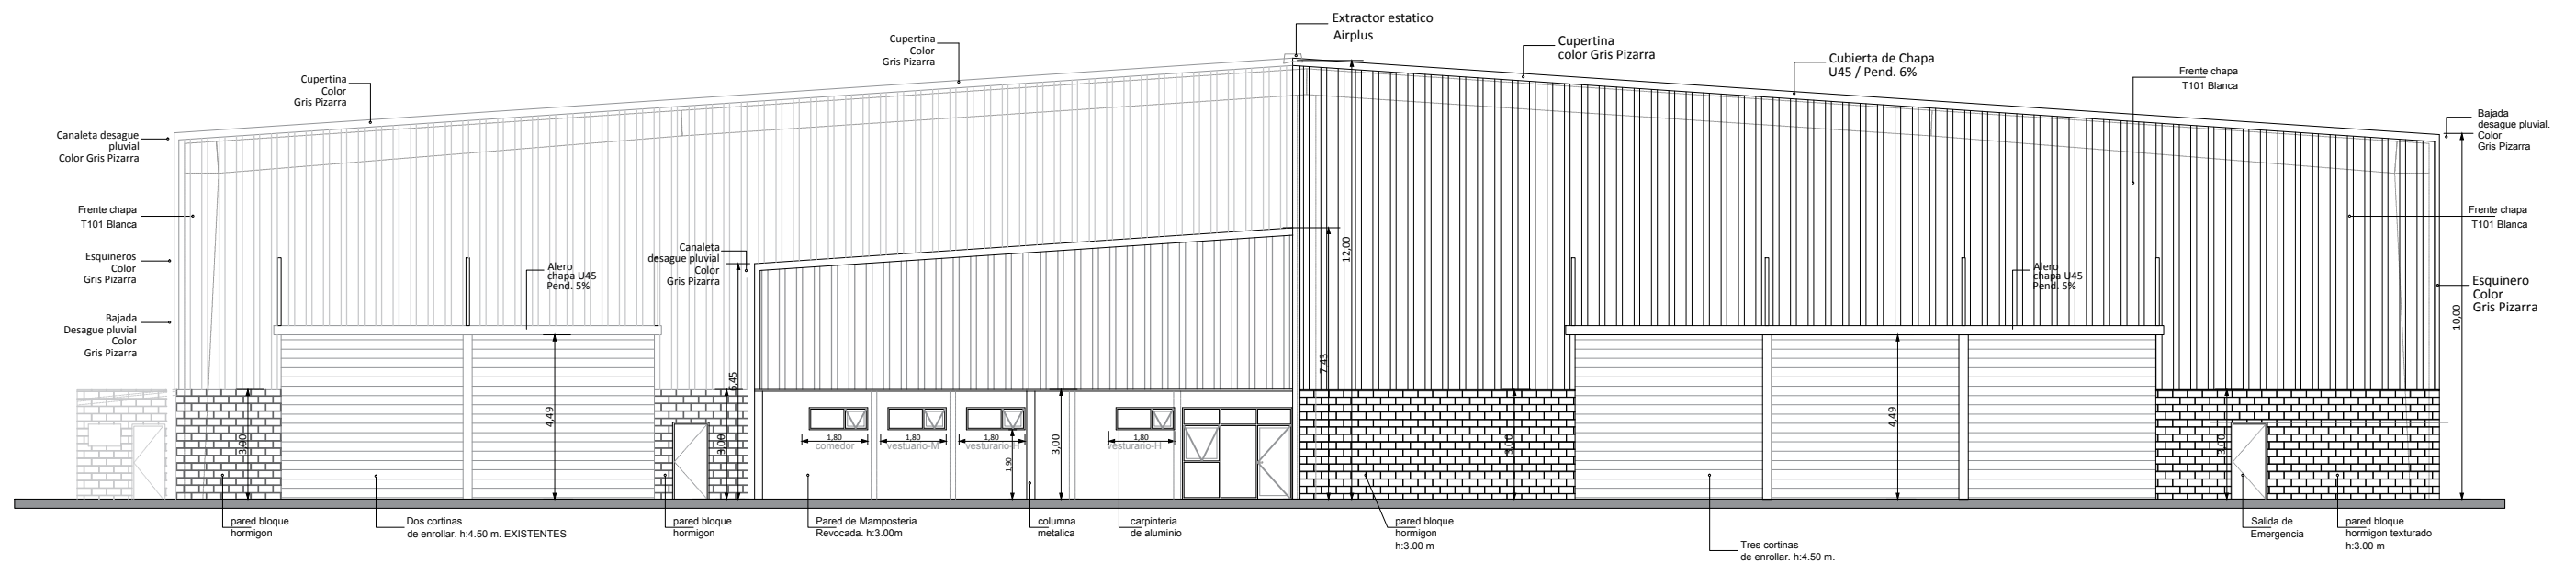 Extractor estatico
Airplus
Cupertina
Color
Gris Pizarra
Cupertina
color Gris Pizarra
Cubierta de Chapa
U45 / Pend. 6%
Cupertina
Color
Gris Pizarra
Frente chapa
T101 Blanca
Canaleta desague
pluvial
Color Gris Pizarra
Bajada
desague pluvial.
Color
Gris Pizarra
Frente chapa
T101 Blanca
Frente chapa
T101 Blanca
Esquineros
Color
Gris Pizarra
Canaleta
desague pluvial
Color
Gris Pizarra
Alero
chapa U45
Pend. 5%
12,00
Alero
chapa U45
Pend. 5%
Esquinero
Color
Gris Pizarra
10,00
Bajada
Desague pluvial
Color
Gris Pizarra
7,43
6,45
4,49
4,49
3,00
3,00
3,00
3,00
3,00
1,80
1,80
1,80
1,80
comedor
vestuario-M
vesturario-H
vesturario-H
1,90
pared bloque
hormigon
Dos cortinas
de enrollar. h:4.50 m. EXISTENTES
pared bloque
hormigon
Pared de Mamposteria
Revocada. h:3.00m
columna
metalica
carpinteria
de aluminio
pared bloque
hormigon
h:3.00 m
Tres cortinas
de enrollar. h:4.50 m.
Salida de
Emergencia
pared bloque
hormigon texturado
h:3.00 m